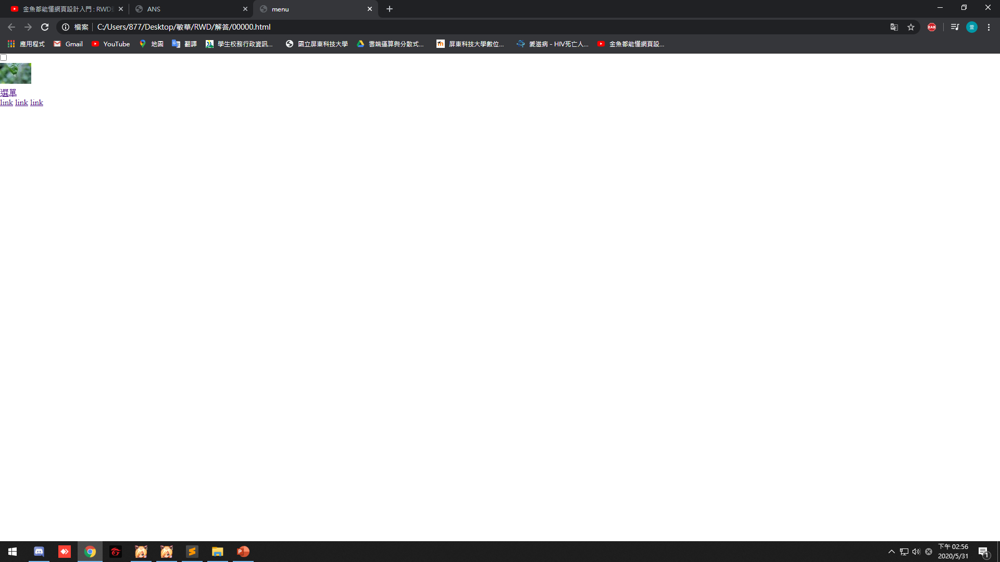 金魚都能懂網頁設計入門 : RWD
ANS
menu
檔案
C:/Users/877/Desktop/敏華/RWD/解答/00000.html
EAB
萱
應用程式
Gmail
YouTube
地圖
翻譯
學生校務行政資訊...
國立屏東科技大學
雲端運算與分散式...
屏東科技大學數位...
愛滋病 - HIV死亡人...
金魚都能懂網頁設...
選單
link link link
下午 02:56
2020/5/31
1